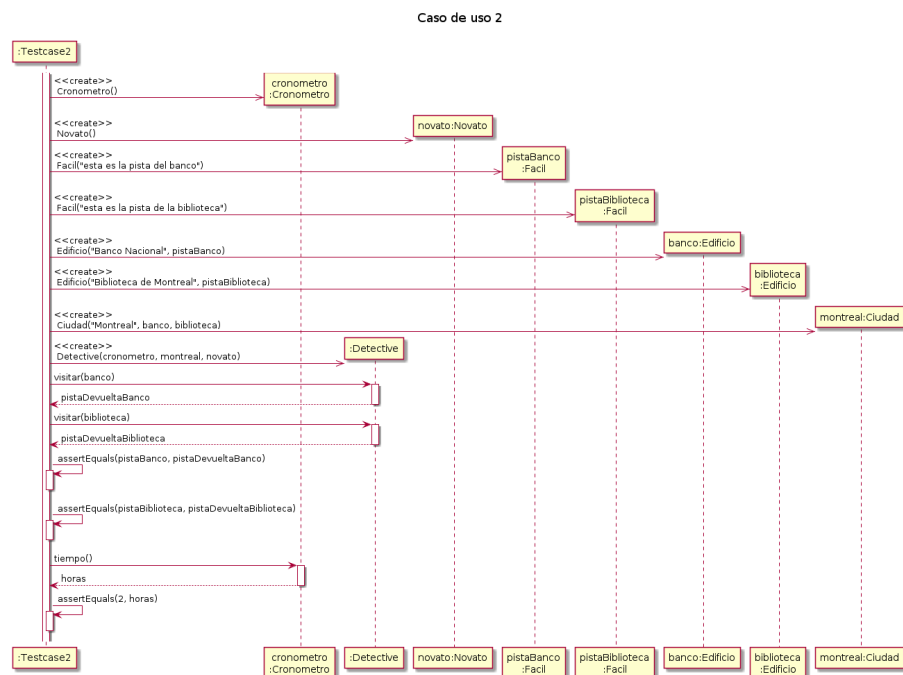 Caso de uso 2
:Testcase2
<<create>>
Cronometro()
cronometro
:Cronometro
<<create>>
Novato()
novato:Novato
<<create>>
Facil("esta es la pista del banco")
pistaBanco
:Facil
<<create>>
Facil("esta es la pista de la biblioteca")
pistaBiblioteca
:Facil
<<create>>
Edificio("Banco Nacional", pistaBanco)
banco:Edificio
<<create>>
Edificio("Biblioteca de Montreal", pistaBiblioteca)
biblioteca
:Edificio
<<create>>
Ciudad("Montreal", banco, biblioteca)
montreal:Ciudad
<<create>>
Detective(cronometro, montreal, novato)
:Detective
visitar(banco)
pistaDevueltaBanco
visitar(biblioteca)
pistaDevueltaBiblioteca
assertEquals(pistaBanco, pistaDevueltaBanco)
assertEquals(pistaBiblioteca, pistaDevueltaBiblioteca)
tiempo()
horas
assertEquals(2, horas)
:Testcase2
cronometro
:Cronometro
:Detective
novato:Novato
pistaBanco
:Facil
pistaBiblioteca
:Facil
banco:Edificio
biblioteca
:Edificio
montreal:Ciudad